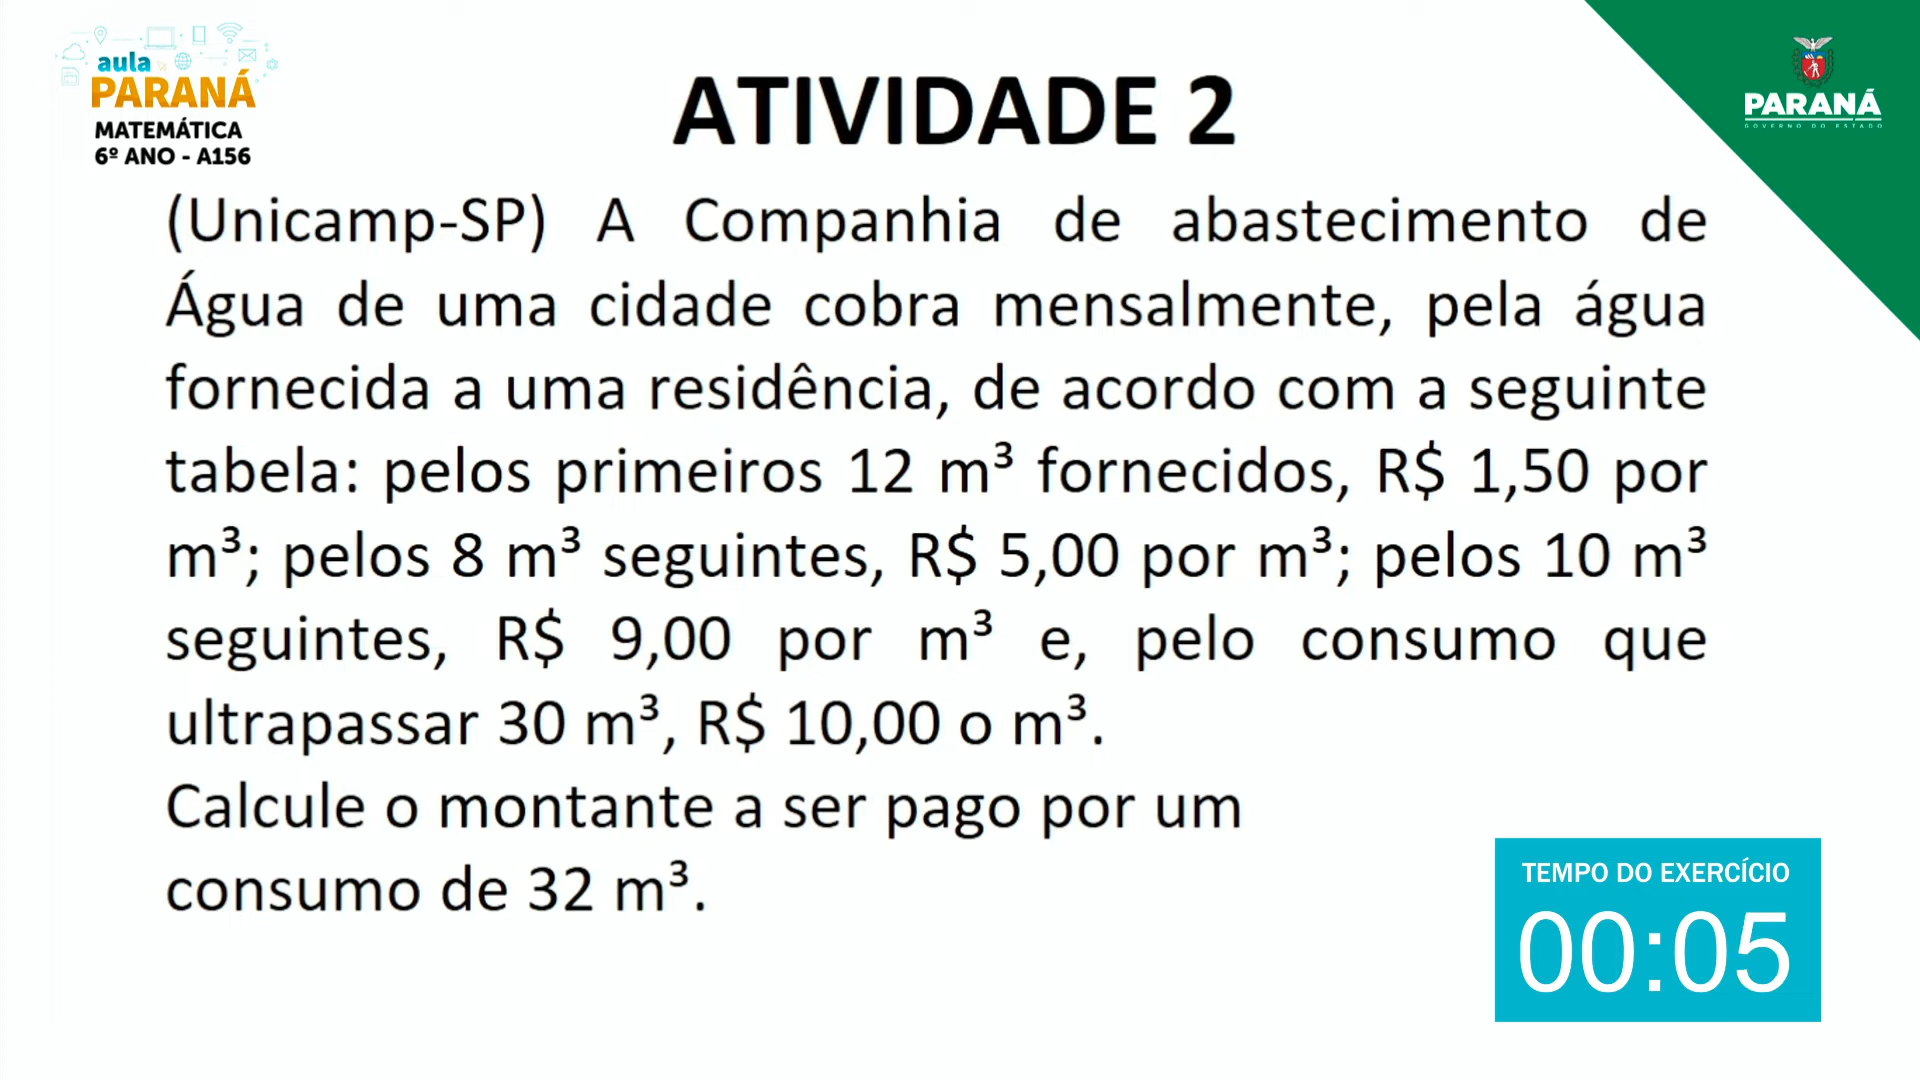 aula
PARANÁ
MATEMÁTICA
6º ANO - A156
ATIVIDADE 2
PARANÁ
GOVERNO DO ESTADO
(Unicamp-SP) A Companhia de abastecimento de
Água de uma cidade cobra mensalmente, pela água
fornecida a uma residência, de acordo com a seguinte
tabela: pelos primeiros 12 m³ fornecidos, R$ 1,50 por
m³; pelos 8 m³ seguintes, R$ 5,00 por m³; pelos 10 m³
seguintes, R$ 9,00 por m³ e, pelo consumo que
ultrapassar 30 m³, R$ 10,00 o m³.
Calcule o montante a ser pago por um
consumo de 32 m³.
TEMPO DO EXERCÍCIO
00:05